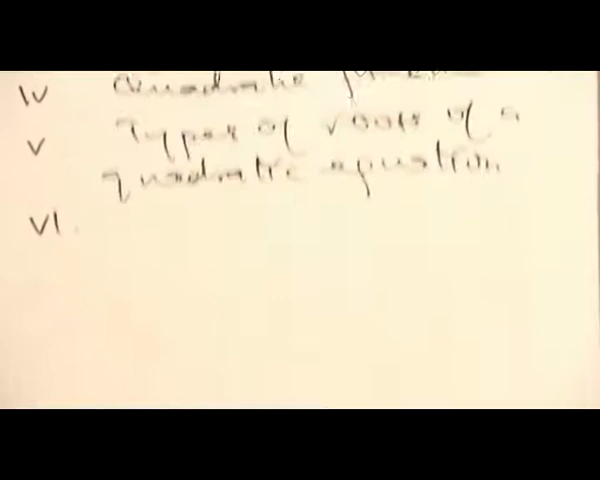 IV Quadratic
V Types of roots of a
quadratic equation.
VI.